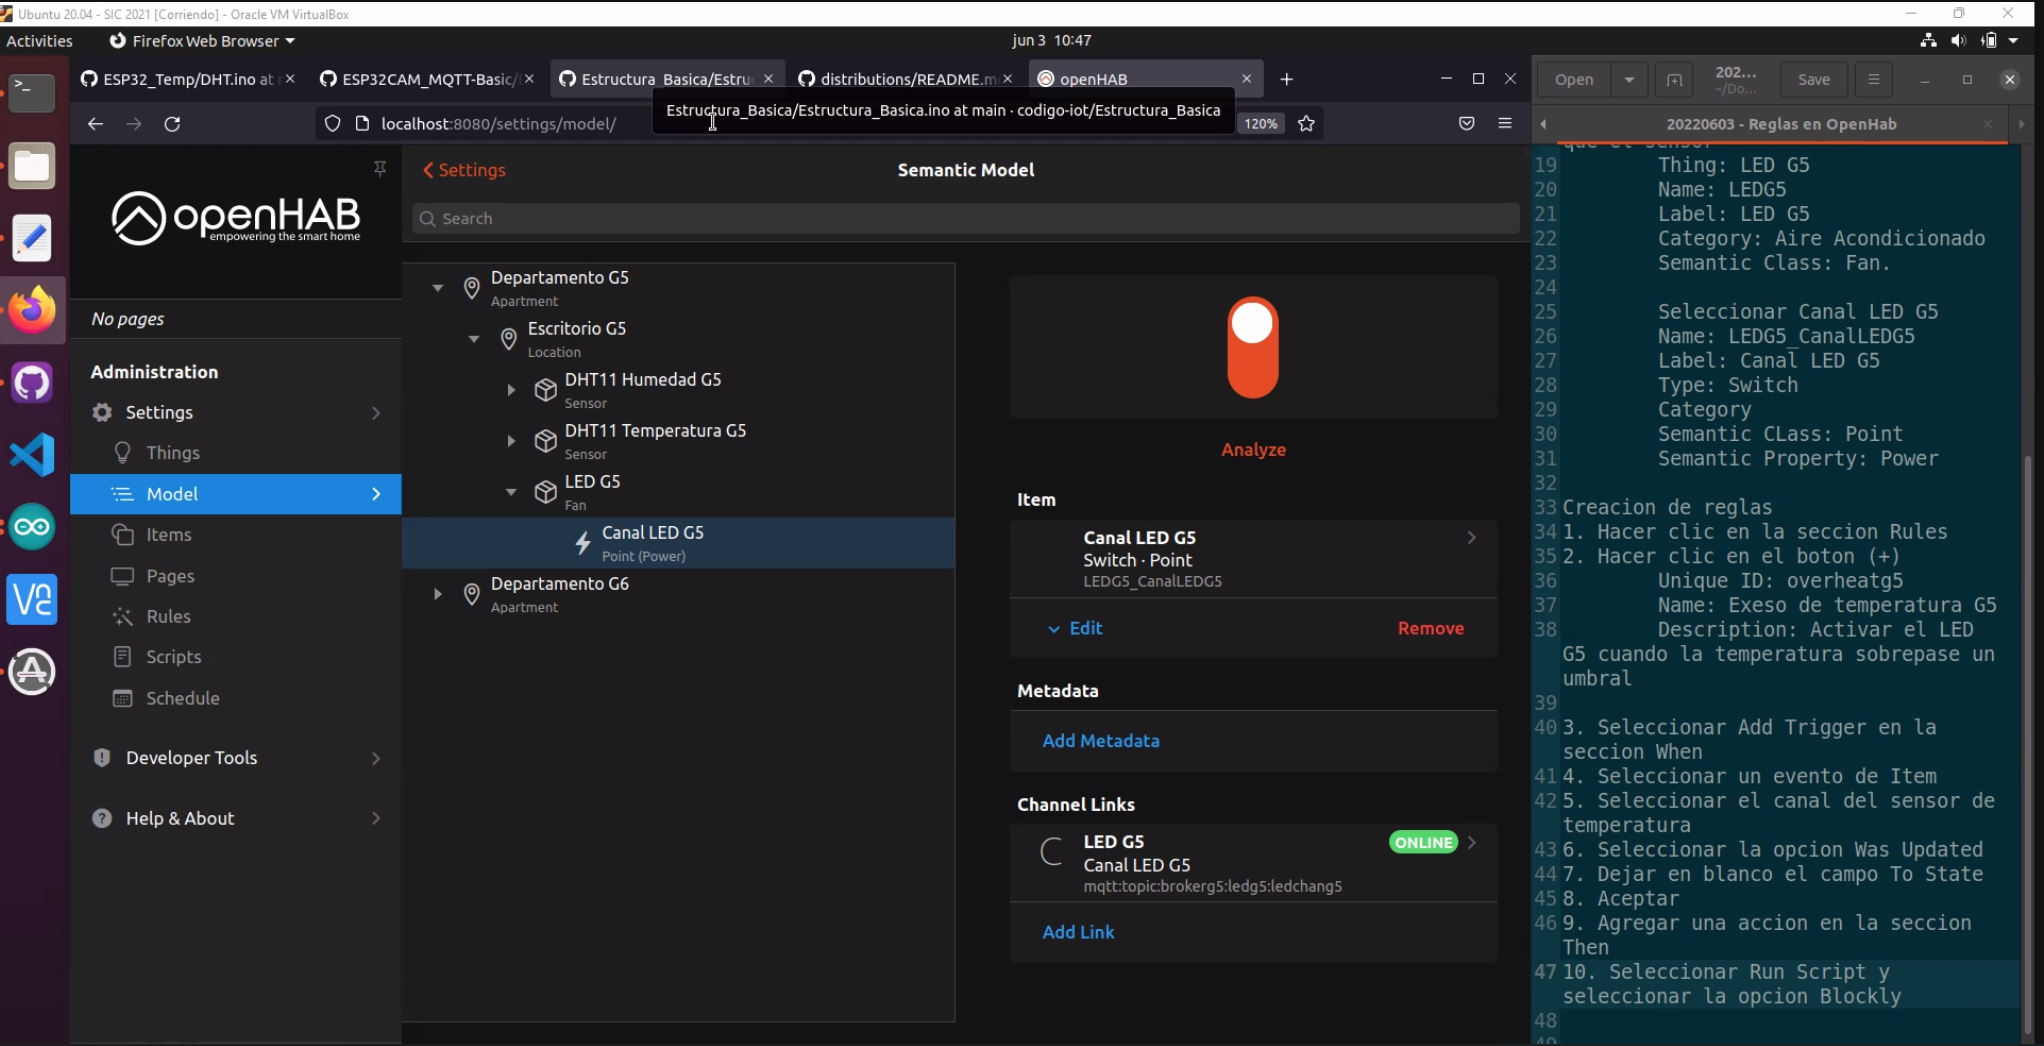 Ubuntu 20.04 - SIC 2021 [Corriendo] - Oracle VM VirtualBox
Activities
Firefox Web Browser
jun 3 10:47
ESP32_Temp/DHT.ino at
ESP32CAM_MQTT-Basic/
Estructura_Basica/Estru
distributions/README.m
openHAB
localhost:8080/settings/model/
Estructura_Basica/Estructura_Basica.ino at main · codigo-iot/Estructura_Basica
120%
openHAB
empowering the smart home
No pages
Administration
Settings
Things
Model
Items
Pages
Rules
Scripts
Schedule
Developer Tools
Help & About
Settings
Semantic Model
Search
Departamento G5
Apartment
Escritorio G5
Location
DHT11 Humedad G5
Sensor
DHT11 Temperatura G5
Sensor
LED G5
Fan
Canal LED G5
Point (Power)
Departamento G6
Apartment
Analyze
Item
Canal LED G5
Switch · Point
LEDG5_CanalLEDG5
Edit
Remove
Metadata
Add Metadata
Channel Links
C
LED G5
ONLINE
Canal LED G5
mqtt:topic:brokerg5:ledg5:ledchang5
Add Link
Open
202...
~/Do...
Save
20220603 - Reglas en OpenHab
que el sensor
19 Thing: LED G5
20 Name: LEDG5
21 Label: LED G5
22 Category: Aire Acondicionado
23 Semantic Class: Fan.
24
25 Seleccionar Canal LED G5
26 Name: LEDG5_CanalLEDG5
27 Label: Canal LED G5
28 Type: Switch
29 Category
30 Semantic CLass: Point
31 Semantic Property: Power
32
33 Creacion de reglas
34 1. Hacer clic en la seccion Rules
35 2. Hacer clic en el boton (+)
36 Unique ID: overheatg5
37 Name: Exeso de temperatura G5
38 Description: Activar el LED
G5 cuando la temperatura sobrepase un
umbral
39
40 3. Seleccionar Add Trigger en la
seccion When
41 4. Seleccionar un evento de Item
42 5. Seleccionar el canal del sensor de
temperatura
43 6. Seleccionar la opcion Was Updated
44 7. Dejar en blanco el campo To State
45 8. Aceptar
46 9. Agregar una accion en la seccion
Then
47 10. Seleccionar Run Script y
seleccionar la opcion Blockly
48
49